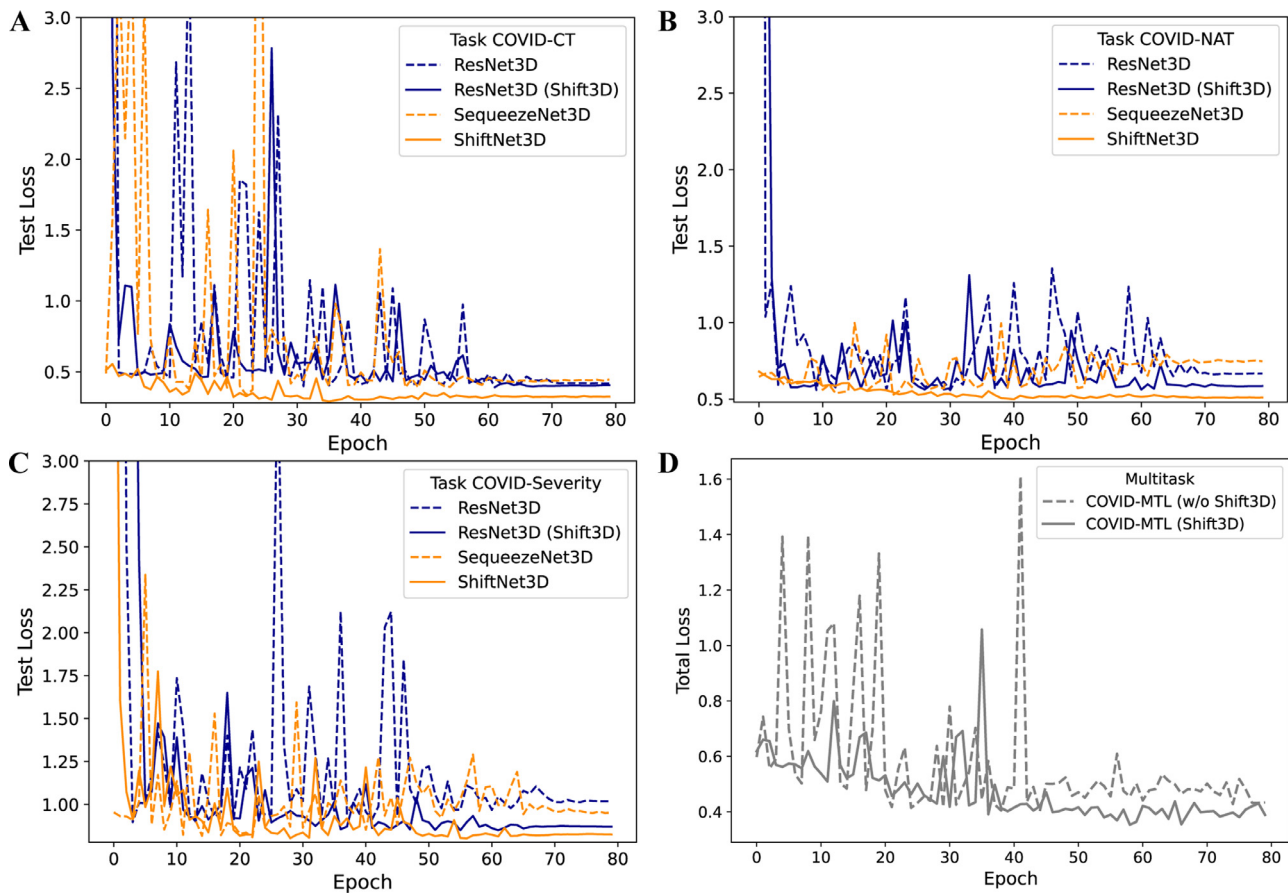 A
3.0
2.5
2.0
1.5
1.0
0.5
Test Loss
0 10 20 30 40 50 60 70 80
Epoch
Task COVID-CT
ResNet3D
ResNet3D (Shift3D)
SequeezeNet3D
ShiftNet3D
B
3.0
2.5
2.0
1.5
1.0
0.5
Test Loss
0 10 20 30 40 50 60 70 80
Epoch
Task COVID-NAT
ResNet3D
ResNet3D (Shift3D)
SequeezeNet3D
ShiftNet3D
C
3.00
2.75
2.50
2.25
2.00
1.75
1.50
1.25
1.00
Test Loss
0 10 20 30 40 50 60 70 80
Epoch
Task COVID-Severity
ResNet3D
ResNet3D (Shift3D)
SequeezeNet3D
ShiftNet3D
D
1.6
1.4
1.2
1.0
0.8
0.6
0.4
Total Loss
0 10 20 30 40 50 60 70 80
Epoch
Multitask
COVID-MTL (w/o Shift3D)
COVID-MTL (Shift3D)